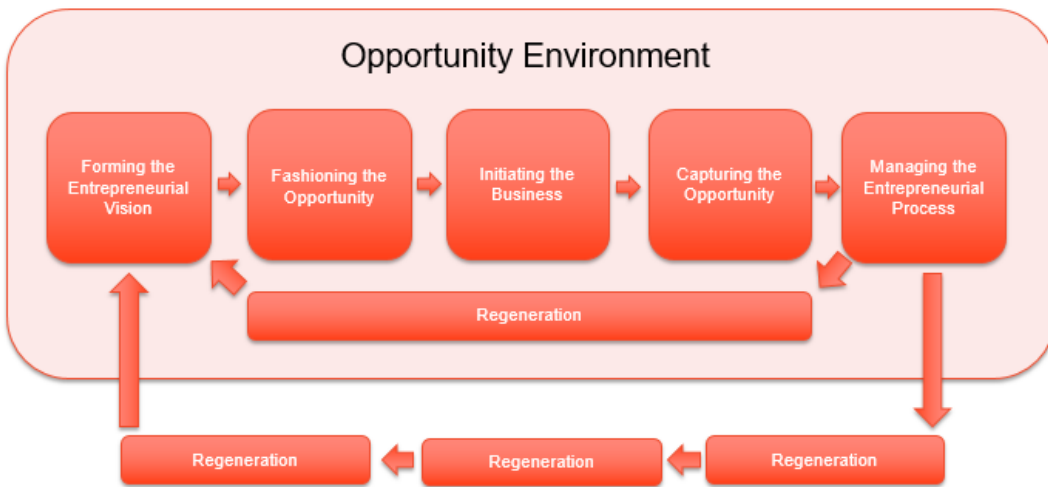 Opportunity Environment
Forming the
Entrepreneurial
Vision
Fashioning the
Opportunity
Initiating the
Business
Capturing the
Opportunity
Managing the
Entrepreneurial
Process
Regeneration
Regeneration
Regeneration
Regeneration